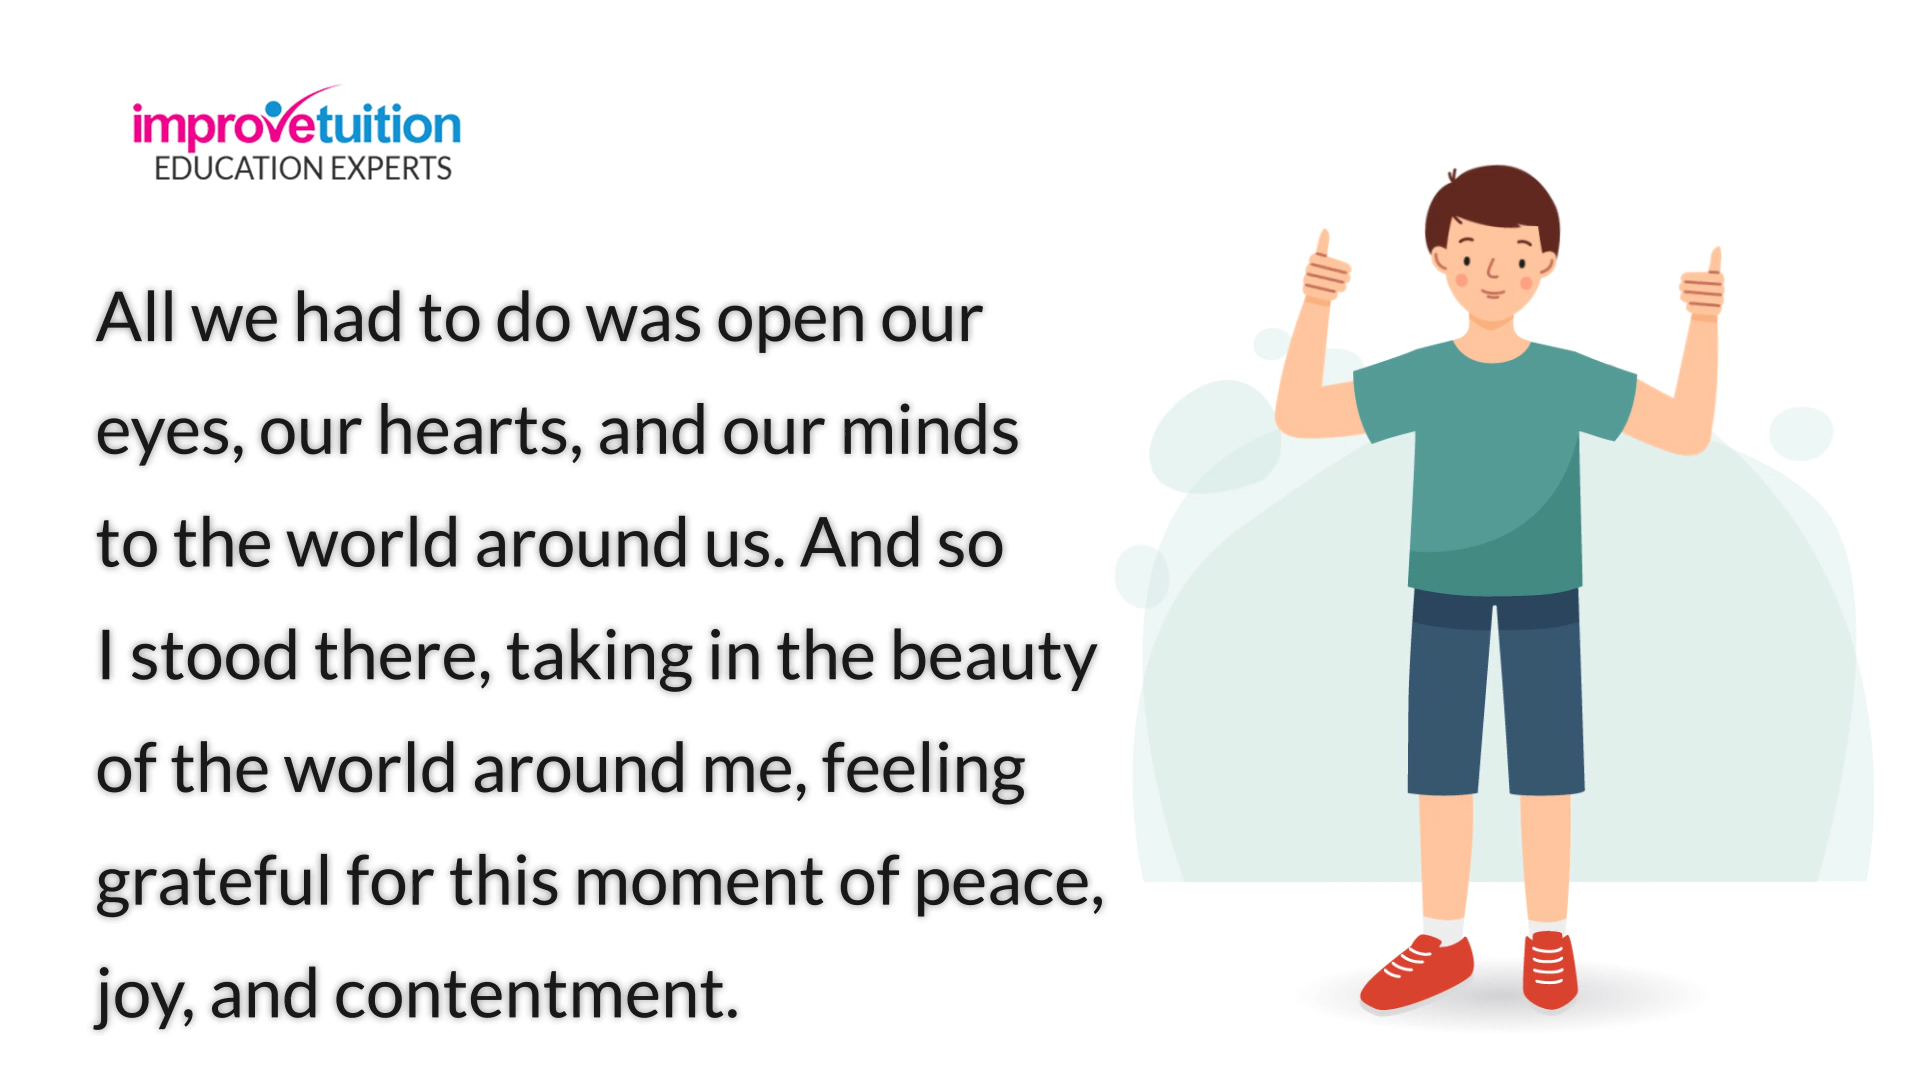 improvetuition
EDUCATION EXPERTS
All we had to do was open our
eyes, our hearts, and our minds
to the world around us. And so
I stood there, taking in the beauty
of the world around me, feeling
grateful for this moment of peace,
joy, and contentment.